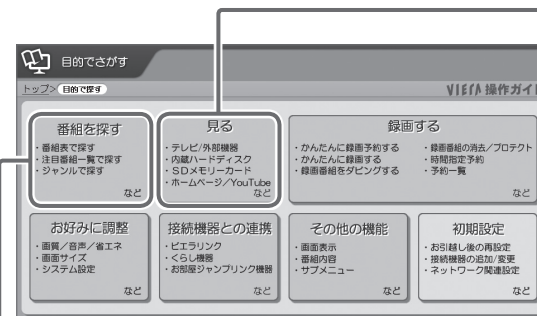 目的でさがす
トップ> 目的で探す
VIErA 操作ガイ
番組を探す
・番組表で探す
・注目番組一覧で探す
・ジャンルで探す
など
見る
・テレビ/外部機器
・内蔵ハードディスク
・SDメモリーカード
・ホームページ/YouTube
など
録画する
・かんたんに録画予約する
・かんたんに録画する
・録画番組をダビングする
・録画番組の消去/プロテクト
・時間指定予約
・予約一覧
など
お好みに調整
・画質/音声/省エネ
・画面サイズ
・システム設定
など
接続機器との連携
・ビエラリンク
・くらし機器
・お部屋ジャンプリンク機器
など
その他の機能
・画面表示
・番組内容
・サブメニュー
など
初期設定
・お引越し後の再設定
・接続機器の追加/変更
・ネットワーク関連設定
など